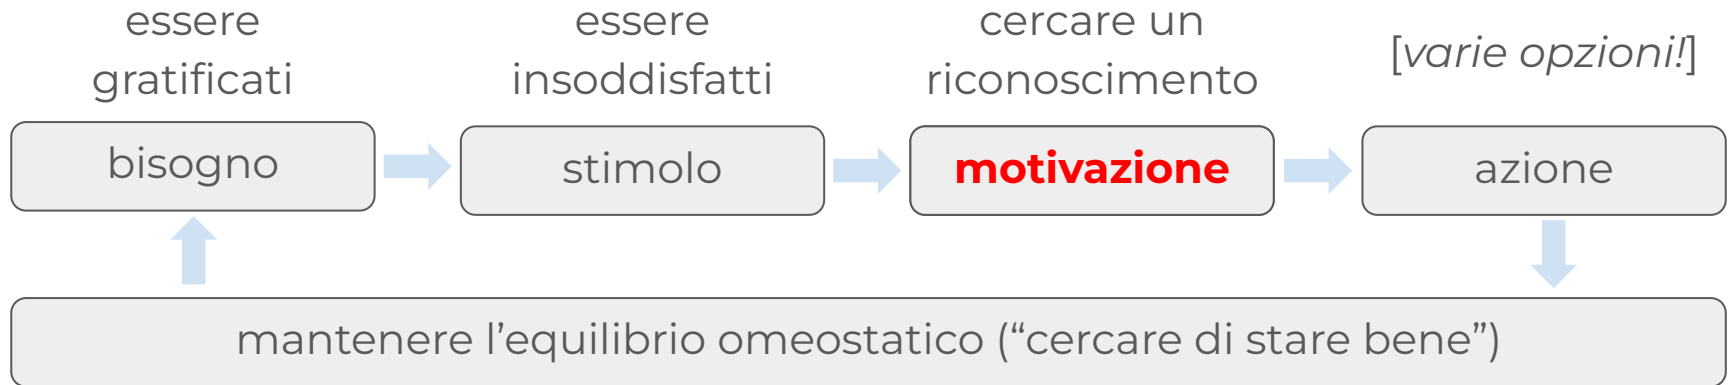 essere
gratificati
essere
insoddisfatti
cercare un
riconoscimento
[varie opzioni!]
bisogno
stimolo
motivazione
azione
mantenere l’equilibrio omeostatico (“cercare di stare bene”)